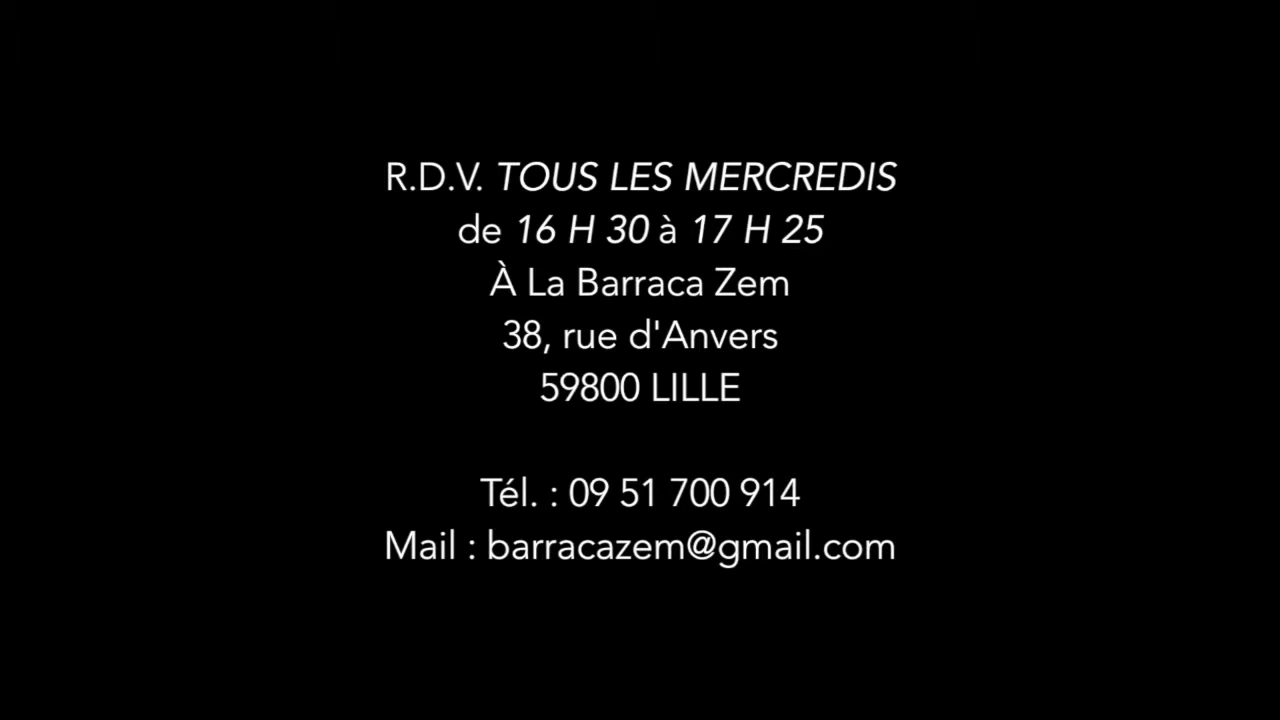 R.D.V. TOUS LES MERCREDIS
de 16 H 30 à 17 H 25
À La Barraca Zem
38, rue d'Anvers
59800 LILLE
Tél. : 09 51 700 914
Mail : barracazem@gmail.com